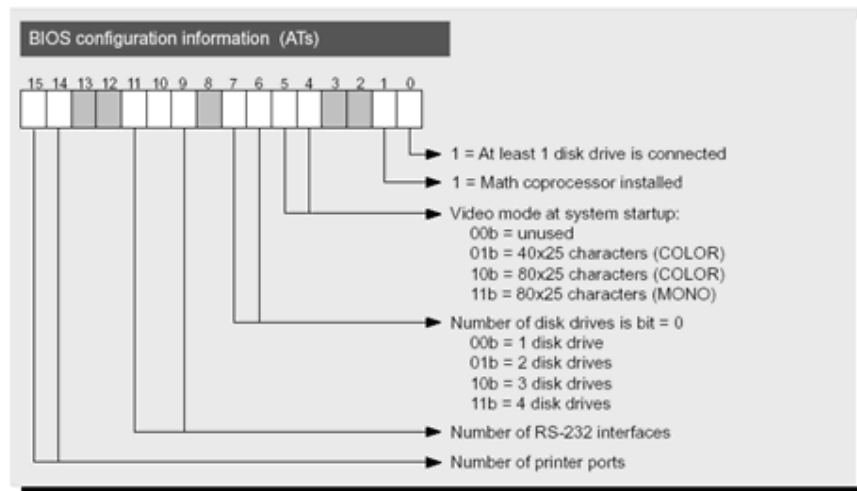 BIOS configuration information (ATs)
15 14 13 12 11 10 9 8 7 6 5 4 3 2 1 0
1 = At least 1 disk drive is connected
1 = Math coprocessor installed
Video mode at system startup:
00b = unused
01b = 40x25 characters (COLOR)
10b = 80x25 characters (COLOR)
11b = 80x25 characters (MONO)
Number of disk drives is bit = 0
00b = 1 disk drive
01b = 2 disk drives
10b = 3 disk drives
11b = 4 disk drives
Number of RS-232 interfaces
Number of printer ports